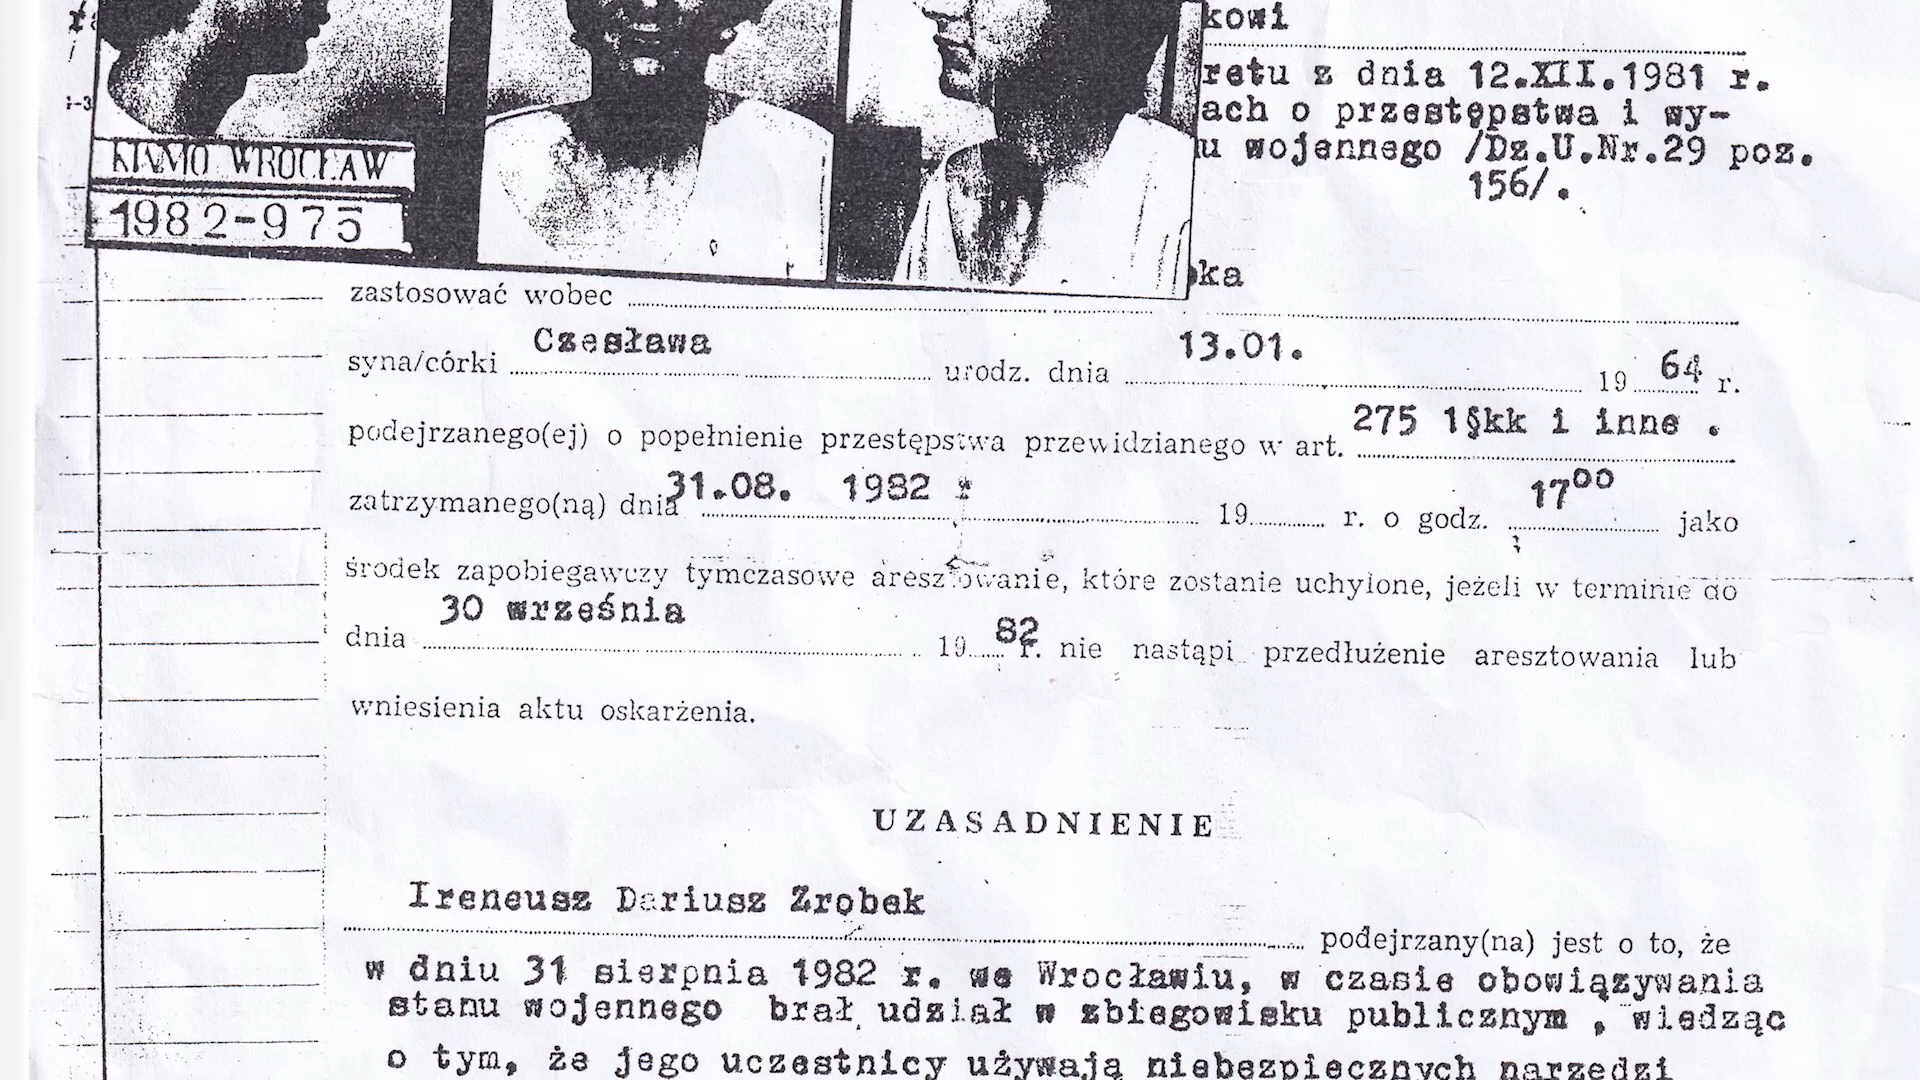 kowi
retu z dnia 12.XII.1981 r.
ach o przestępstwa i wy-
u wojennego /Dz.U.Nr.29 poz.
156/.
KWMO WROCŁAW
1982-975
ka
zastosować wobec
Czesława 13.01.
syna/córki urodz. dnia 19 64 r.
275 1§kk i inne .
podejrzanego(ej) o popełnienie przestępstwa przewidzianego w art.
31.08. 1982 r 17⁰⁰
zatrzymanego(ną) dnia 19 r. o godz. jako
środek zapobiegawczy tymczasowe aresztowanie, które zostanie uchylone, jeżeli w terminie do
30 września 82
dnia 19 r. nie nastąpi przedłużenie aresztowania lub
wniesienia aktu oskarżenia.
UZASADNIENIE
Ireneusz Dariusz Zrobek
podejrzany(na) jest o to, że
w dniu 31 sierpnia 1982 r. we Wrocławiu, w czasie obowiązywania
stanu wojennego brał udział w zbiegowisku publicznym , wiedząc
o tym, że jego uczestnicy używają niebezpiecznych narzędzi